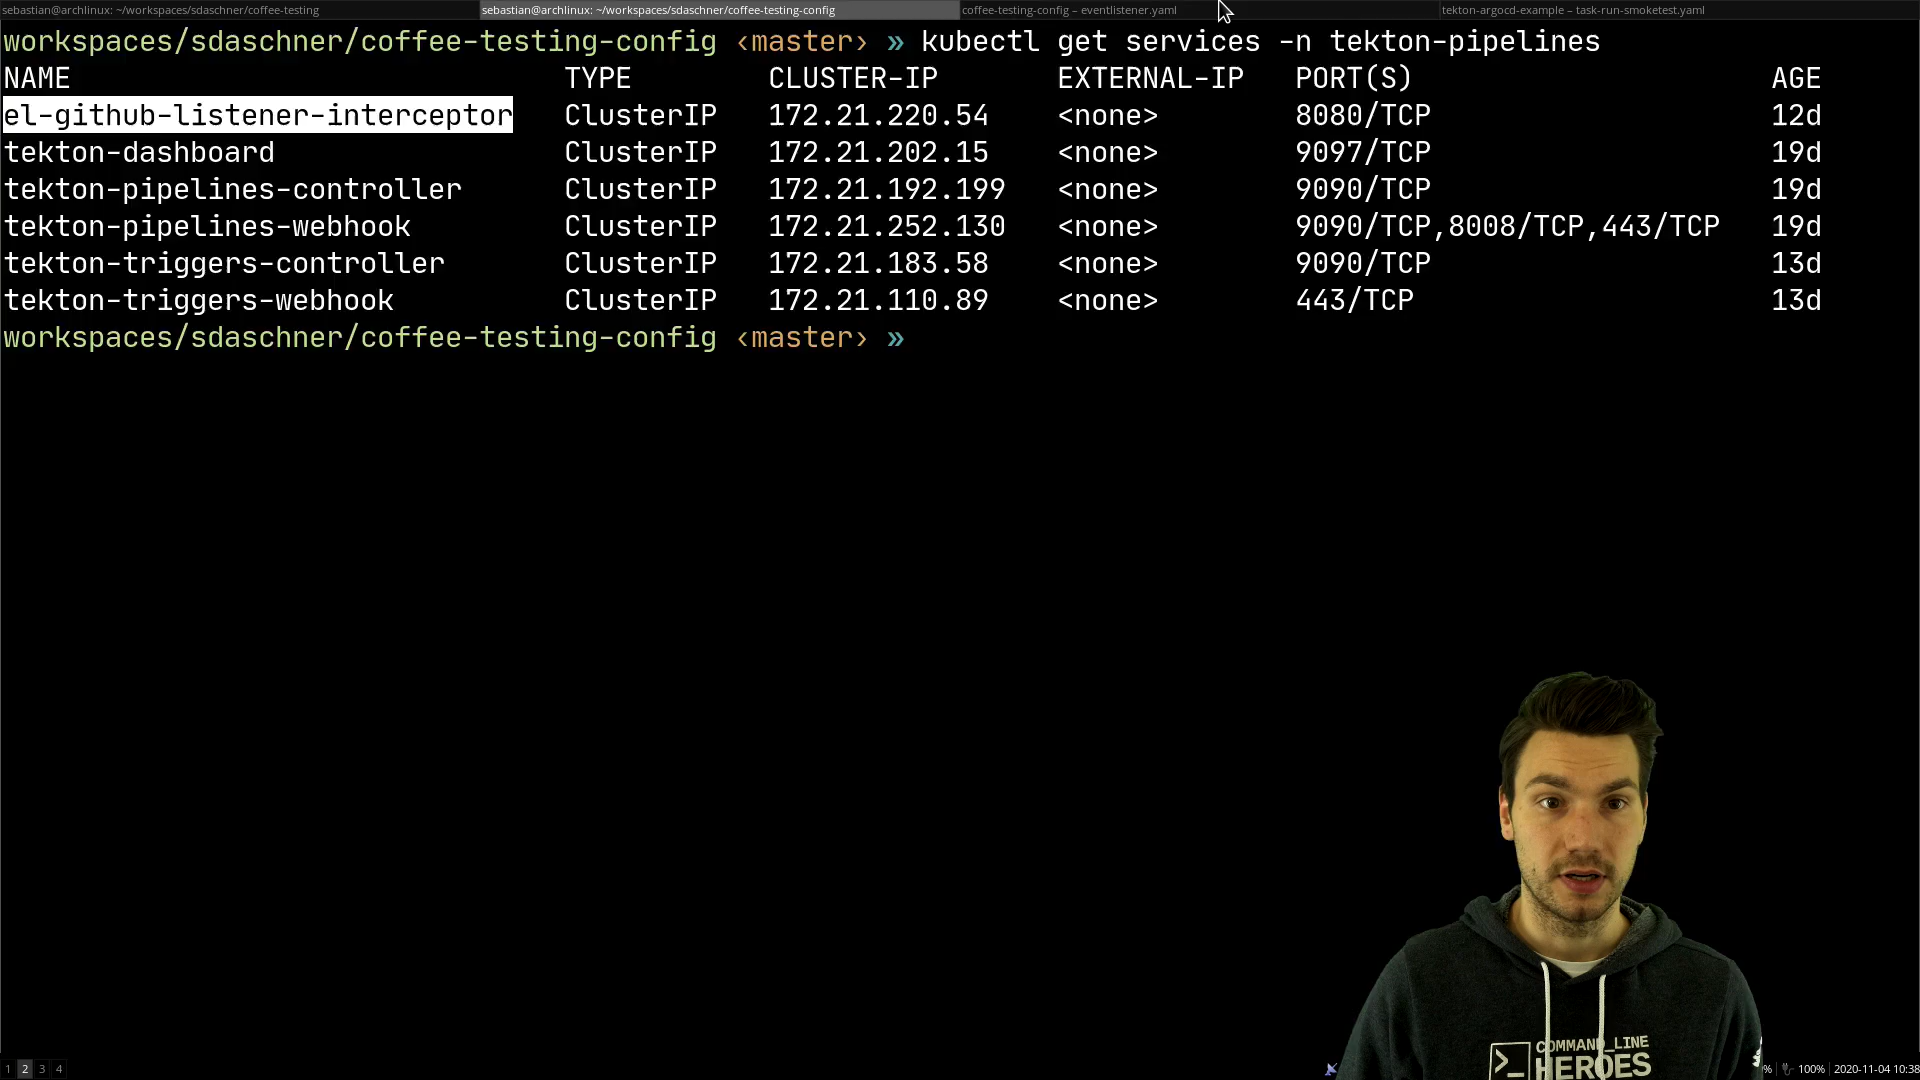 sebastian@archlinux: ~/workspaces/sdaschner/coffee-testing
sebastian@archlinux: ~/workspaces/sdaschner/coffee-testing-config
coffee-testing-config – eventlistener.yaml
tekton-argocd-example – task-run-smoketest.yaml
workspaces/sdaschner/coffee-testing-config ‹master› » kubectl get services -n tekton-pipelines
NAME TYPE CLUSTER-IP EXTERNAL-IP PORT(S) AGE
el-github-listener-interceptor ClusterIP 172.21.220.54 <none> 8080/TCP 12d
tekton-dashboard ClusterIP 172.21.202.15 <none> 9097/TCP 19d
tekton-pipelines-controller ClusterIP 172.21.192.199 <none> 9090/TCP 19d
tekton-pipelines-webhook ClusterIP 172.21.252.130 <none> 9090/TCP,8008/TCP,443/TCP 19d
tekton-triggers-controller ClusterIP 172.21.183.58 <none> 9090/TCP 13d
tekton-triggers-webhook ClusterIP 172.21.110.89 <none> 443/TCP 13d
workspaces/sdaschner/coffee-testing-config ‹master› »
>_ COMMAND_LINE
HEROES
1 2 3 4
% 100% 2020-11-04 10:38